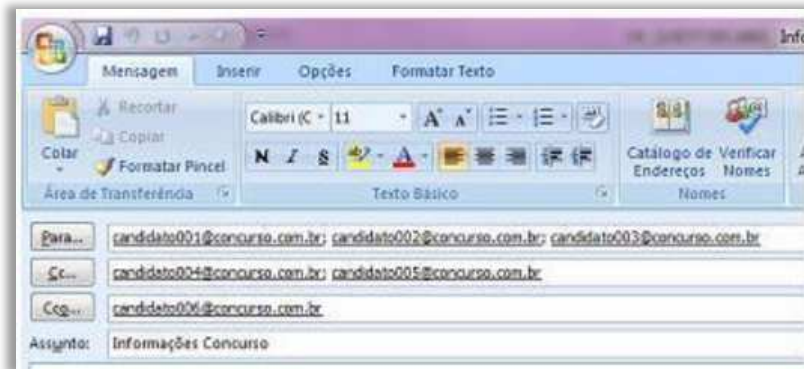 Info
Mensagem Inserir Opções Formatar Texto
Recortar
Copiar
Colar
Formatar Pincel
Área de Transferência
Calibri (C 11
A A
N I S A
Texto Básico
Catálogo de Endereços
Verificar Nomes
Nomes
Para... candidato001@concurso.com.br; candidato002@concurso.com.br; candidato003@concurso.com.br
Cc... candidato004@concurso.com.br; candidato005@concurso.com.br
Cco... candidato006@concurso.com.br
Assunto: Informações Concurso